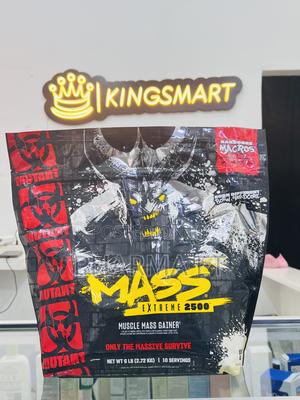 KINGSMART
HARDCORE
MACROS
MUTANT
MUTANT
MUTANT
MUTANT
MASS
EXTREME 2500
MUSCLE MASS GAINER
ONLY THE MASSIVE SURVIVE
NET WT 6 LB (2.72 KG) | 10 SERVINGS